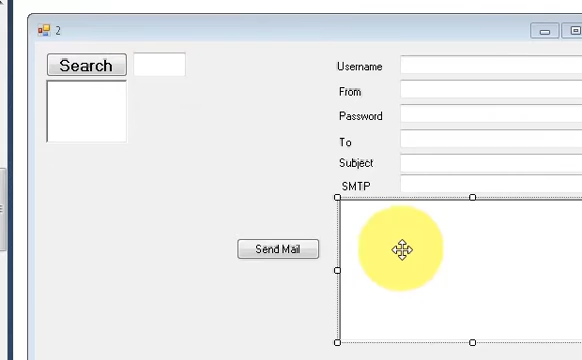 2
Search
Username
From
Password
To
Subject
SMTP
Send Mail